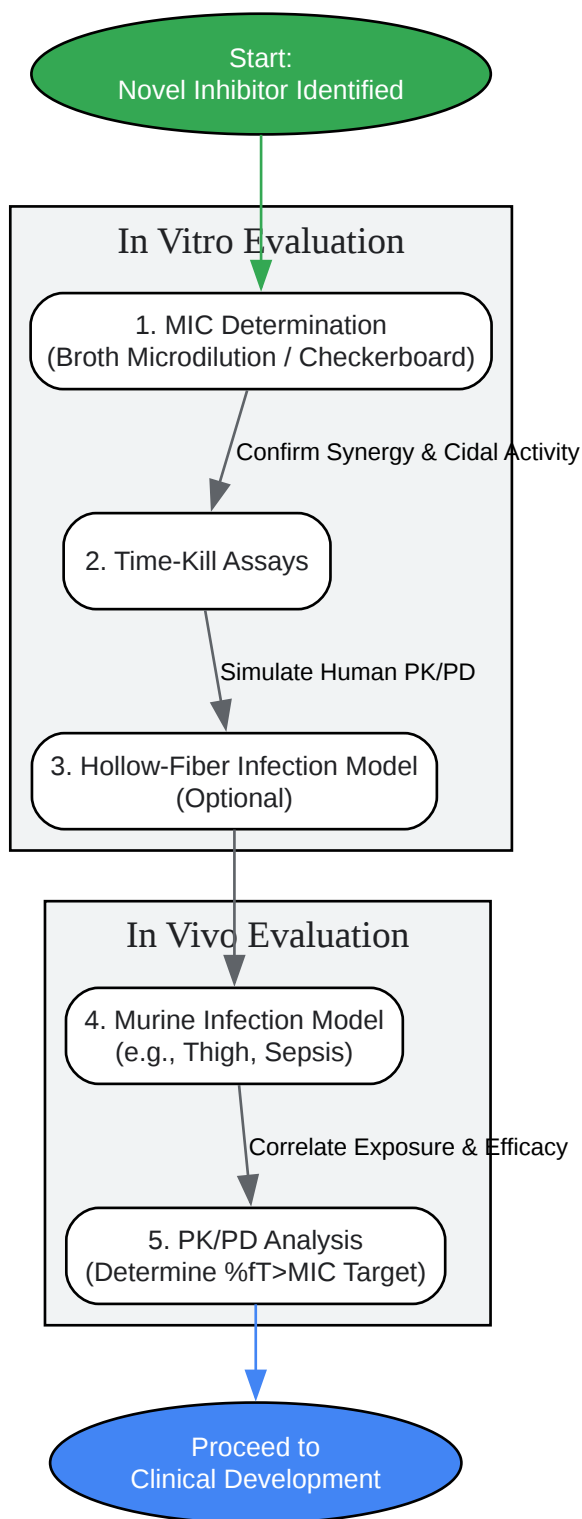 Start:
Novel Inhibitor Identified
In Vitro Evaluation
1. MIC Determination
(Broth Microdilution / Checkerboard)
Confirm Synergy & Cidal Activity
2. Time-Kill Assays
Simulate Human PK/PD
3. Hollow-Fiber Infection Model
(Optional)
In Vivo Evaluation
4. Murine Infection Model
(e.g., Thigh, Sepsis)
Correlate Exposure & Efficacy
5. PK/PD Analysis
(Determine %fT>MIC Target)
Proceed to
Clinical Development